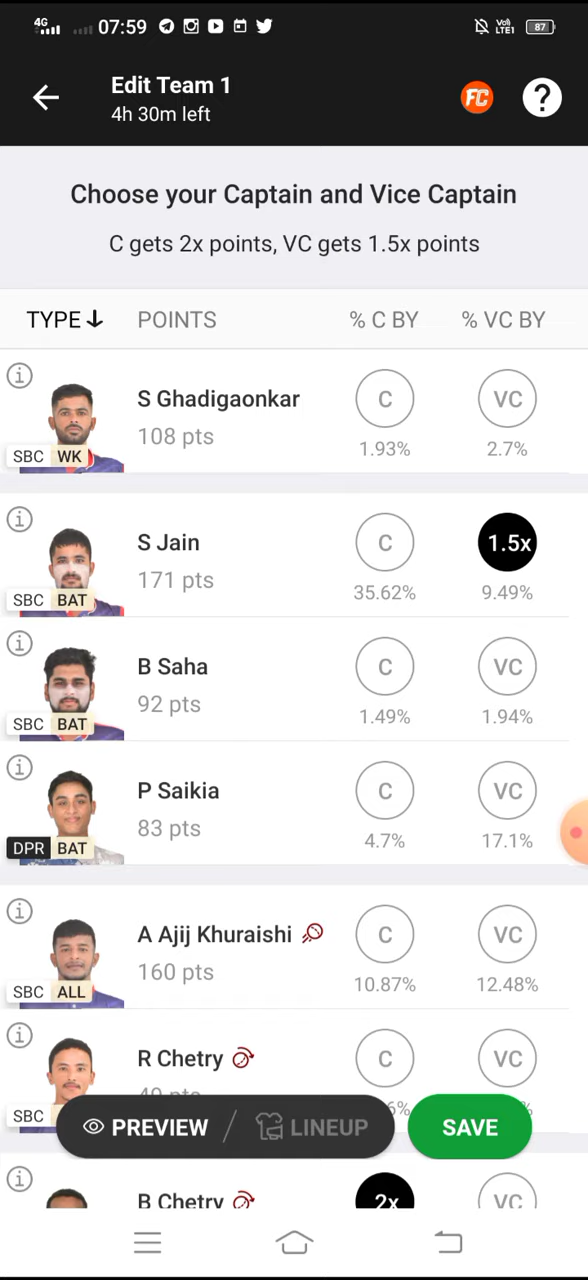 4G 07:59 Vol) LTE1 87
Edit Team 1
4h 30m left
FC ?
Choose your Captain and Vice Captain
C gets 2x points, VC gets 1.5x points
TYPE↓ POINTS % C BY % VC BY
S Ghadigaonkar C VC
108 pts 1.93% 2.7%
SBC WK
S Jain C 1.5x
171 pts 35.62% 9.49%
SBC BAT
B Saha C VC
92 pts 1.49% 1.94%
SBC BAT
P Saikia C VC
83 pts 4.7% 17.1%
DPR BAT
A Ajij Khuraishi C VC
160 pts 10.87% 12.48%
SBC ALL
R Chetry C VC
SBC
PREVIEW / LINEUP SAVE
B Chetry 2x VC